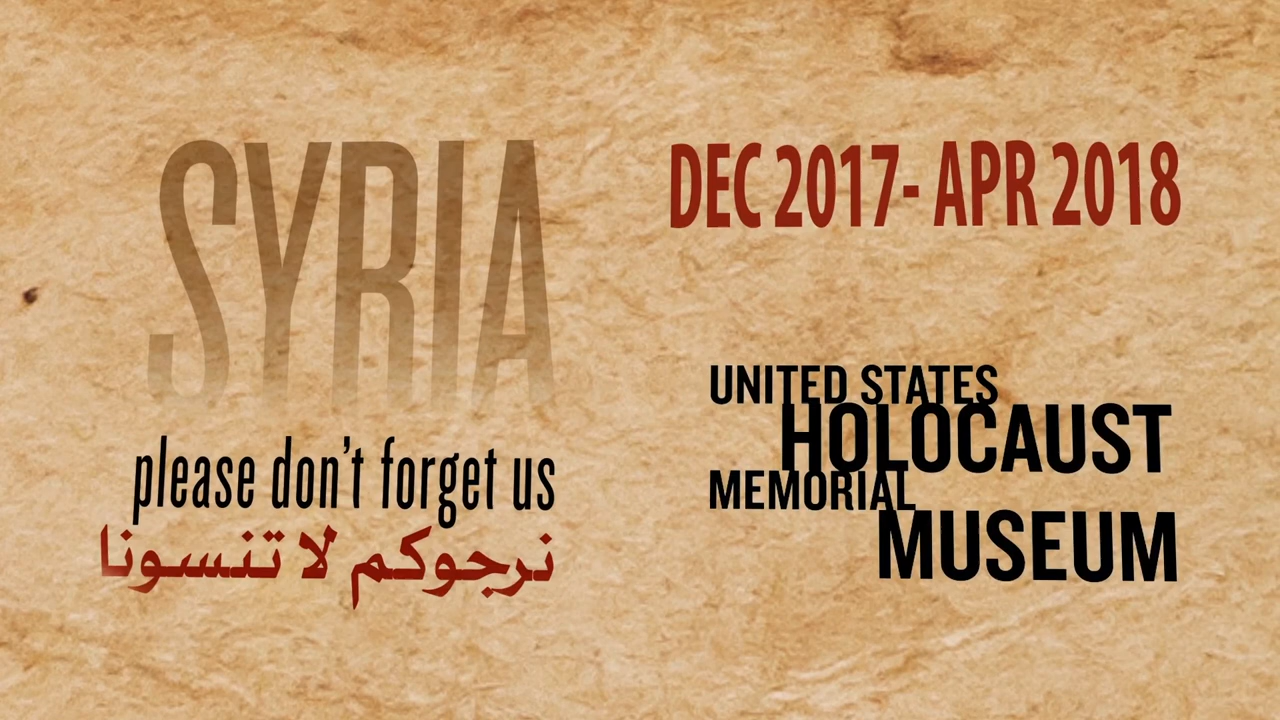 SYRIA
please don't forget us
نرجوكم لا تنسونا
DEC 2017- APR 2018
UNITED STATES
HOLOCAUST
MEMORIAL
MUSEUM